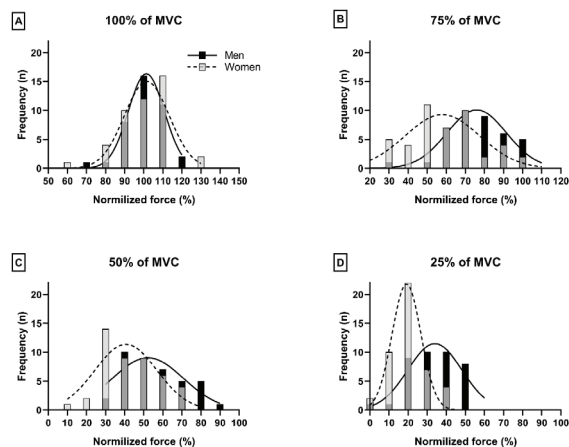 A
100% of MVC
Men
Women
Frequency (n)
20
15
10
5
0
50 60 70 80 90 100 110 120 130 140 150
Normilized force (%)
B
75% of MVC
Frequency (n)
20
15
10
5
0
20 30 40 50 60 70 80 90 100 110 120
Normilized force (%)
C
50% of MVC
Frequency (n)
20
15
10
5
0
0 10 20 30 40 50 60 70 80 90 100
Normilized force (%)
D
25% of MVC
Frequency (n)
20
15
10
5
0
0 10 20 30 40 50 60 70 80 90 100
Normilized force (%)